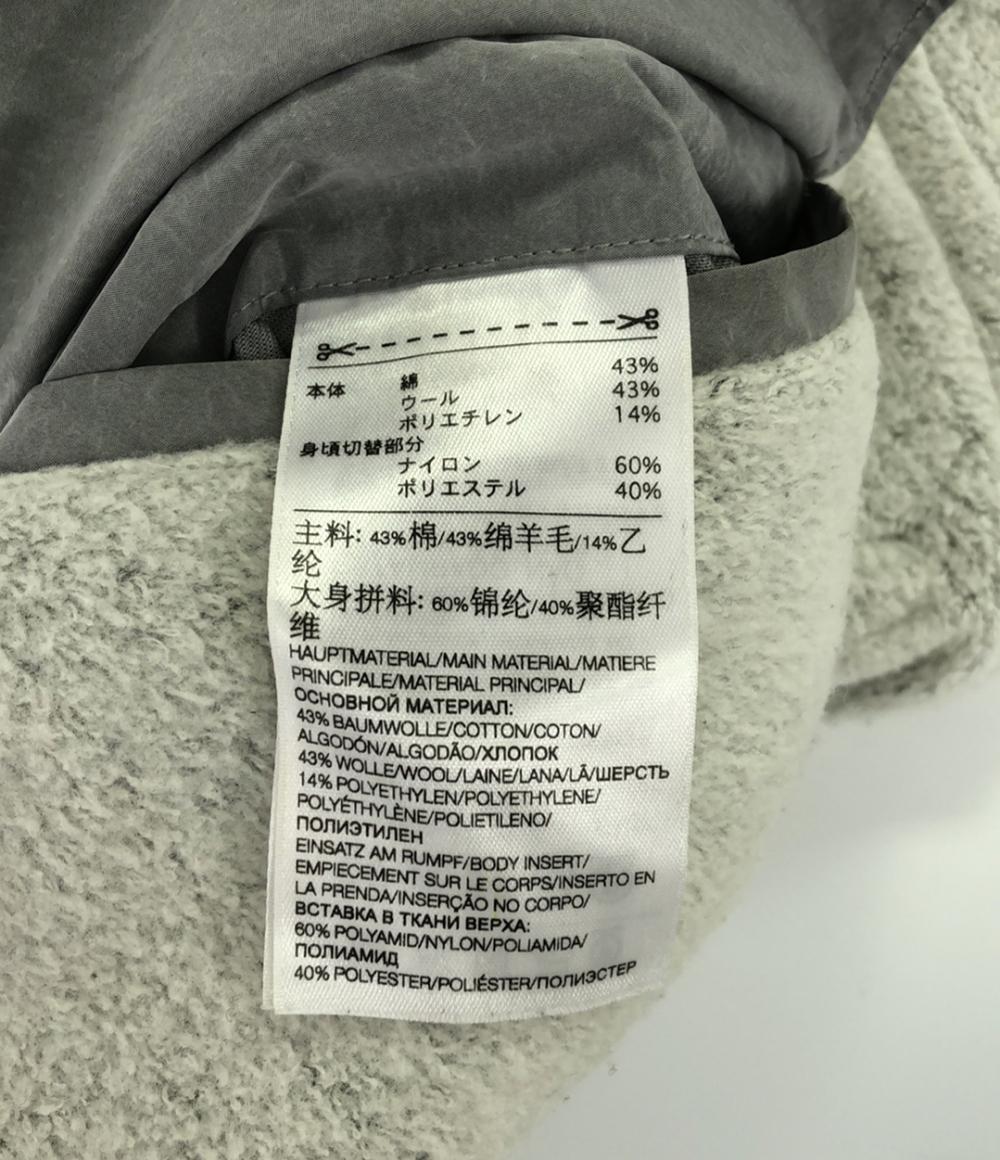 本体 綿 43%
ウール 43%
ポリエチレン 14%
身頃切替部分
ナイロン 60%
ポリエステル 40%
主料: 43%棉/43%绵羊毛/14%乙
纶
大身拼料: 60%锦纶/40%聚酯纤
维
HAUPTMATERIAL/MAIN MATERIAL/MATIERE
PRINCIPALE/MATERIAL PRINCIPAL/
ОСНОВНОЙ МАТЕРИАЛ:
43% BAUMWOLLE/COTTON/COTON/
ALGODÓN/ALGODÃO/ХЛОПОК
43% WOLLE/WOOL/LAINE/LANA/LÃ/ШЕРСТЬ
14% POLYETHYLEN/POLYETHYLENE/
POLYÉTHYLÈNE/POLIETILENO/
ПОЛИЭТИЛЕН
EINSATZ AM RUMPF/BODY INSERT/
EMPIECEMENT SUR LE CORPS/INSERTO EN
LA PRENDA/INSERÇÃO NO CORPO/
ВСТАВКА В ТКАНИ ВЕРХА:
60% POLYAMID/NYLON/POLIAMIDA/
ПОЛИАМИД
40% POLYESTER/POLIÉSTER/ПОЛИЭСТЕР